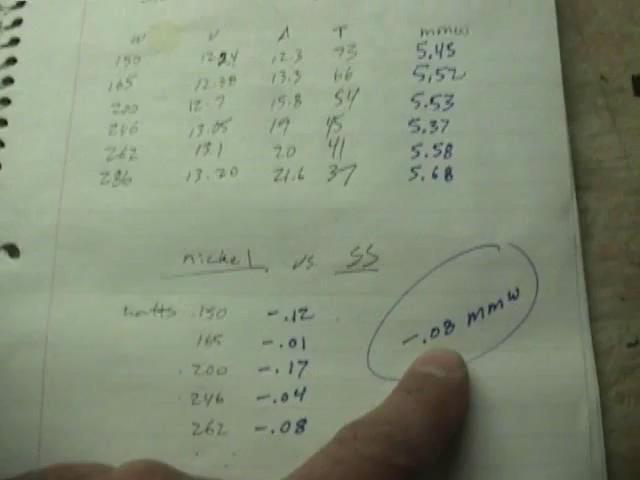 W V A T mmw
150 12.24 12.3 73 5.45
165 12.38 13.3 66 5.52
200 12.7 15.8 54 5.53
246 13.05 19 45 5.37
262 13.1 20 41 5.58
286 13.20 21.6 37 5.68
nickel vs SS
watts 150 -.12
165 -.01
200 -.17
246 -.04
262 -.08
-.08 mmw